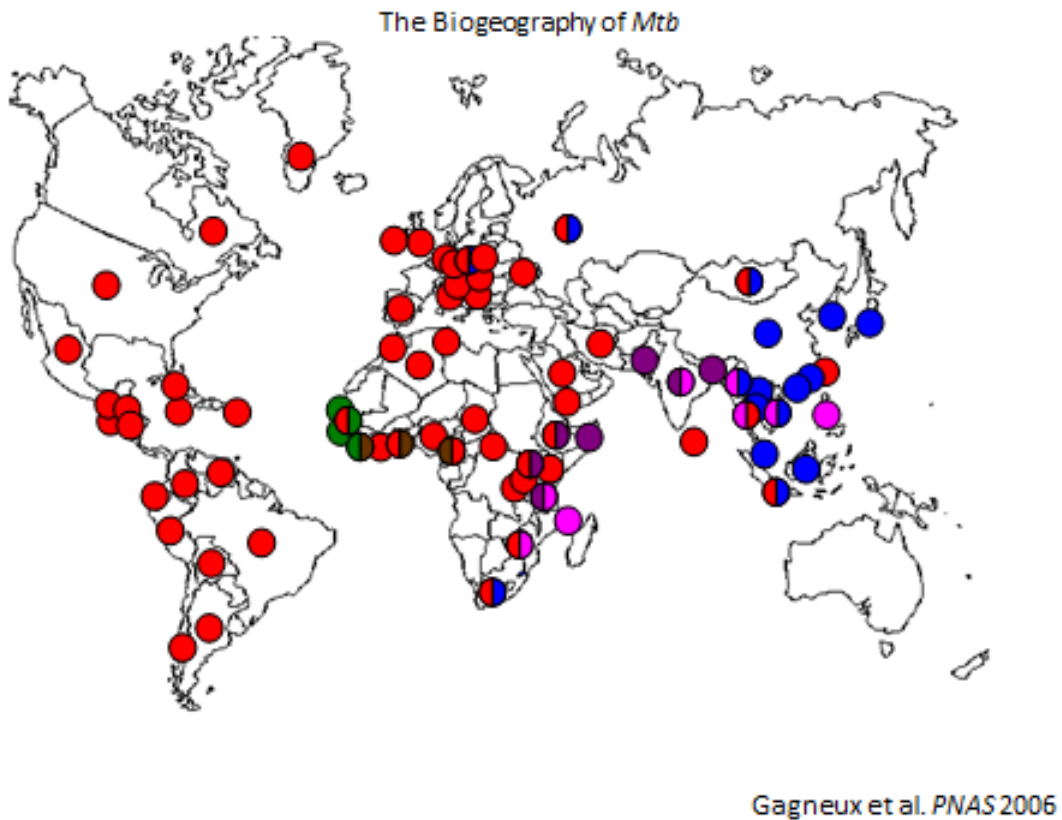 The Biogeography of Mtb
Gagneux et al. PNAS 2006